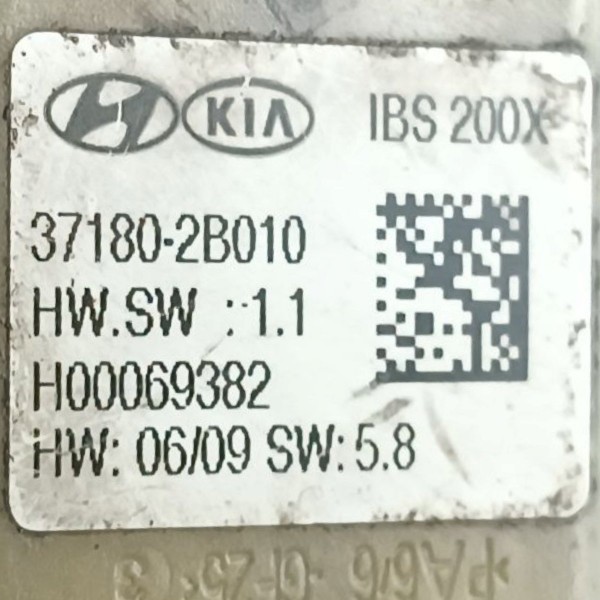 KIA IBS 200X
37180-2B010
HW.SW : 1.1
H00069382
HW: 06/09 SW: 5.8